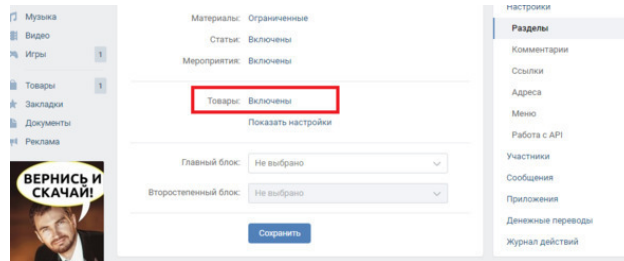 Музыка
Видео
Игры 1
Товары 1
Закладки
Документы
Реклама
ВЕРНИСЬ И
СКАЧАЙ!
Материалы: Ограниченные
Статьи: Включены
Мероприятия: Включены
Товары: Включены
Показать настройки
Главный блок: Не выбрано
Второстепенный блок: Не выбрано
Сохранить
Настройки
Разделы
Комментарии
Ссылки
Адреса
Меню
Работа с API
Участники
Сообщения
Приложения
Денежные переводы
Журнал действий